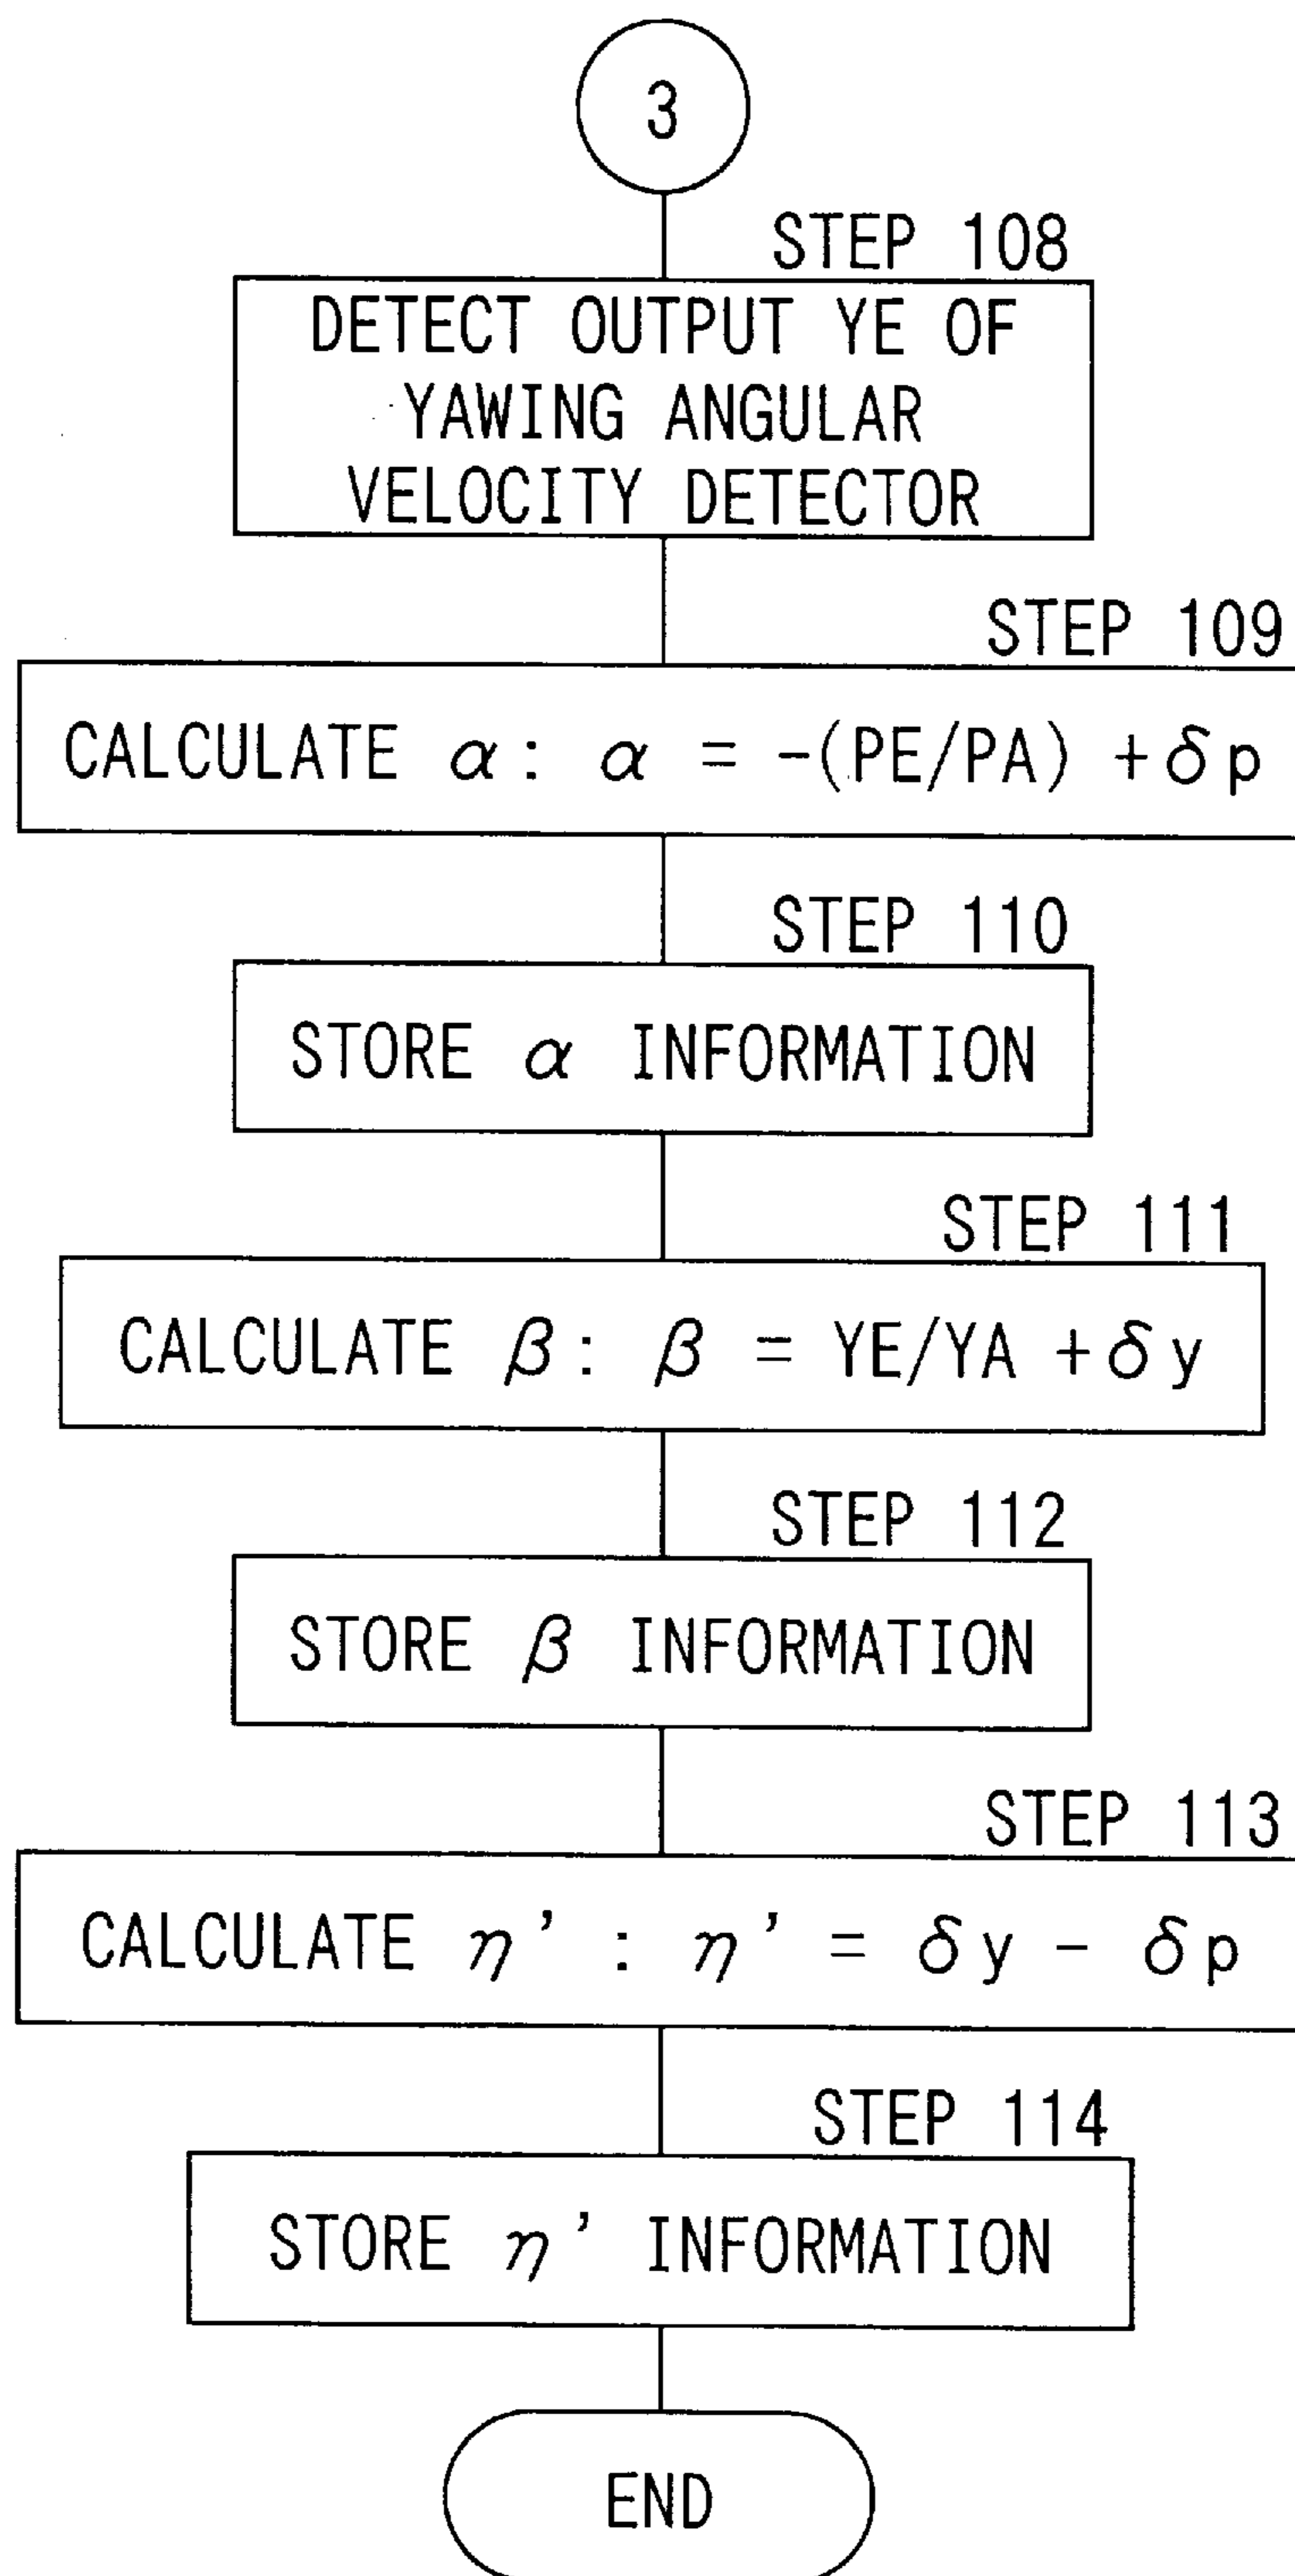 3
STEP 108
DETECT OUTPUT YE OF
YAWING ANGULAR
VELOCITY DETECTOR
STEP 109
CALCULATE α: α = -(PE/PA) +δp
STEP 110
STORE α INFORMATION
STEP 111
CALCULATE β: β = YE/YA +δy
STEP 112
STORE β INFORMATION
STEP 113
CALCULATE η' : η' = δy - δp
STEP 114
STORE η' INFORMATION
END